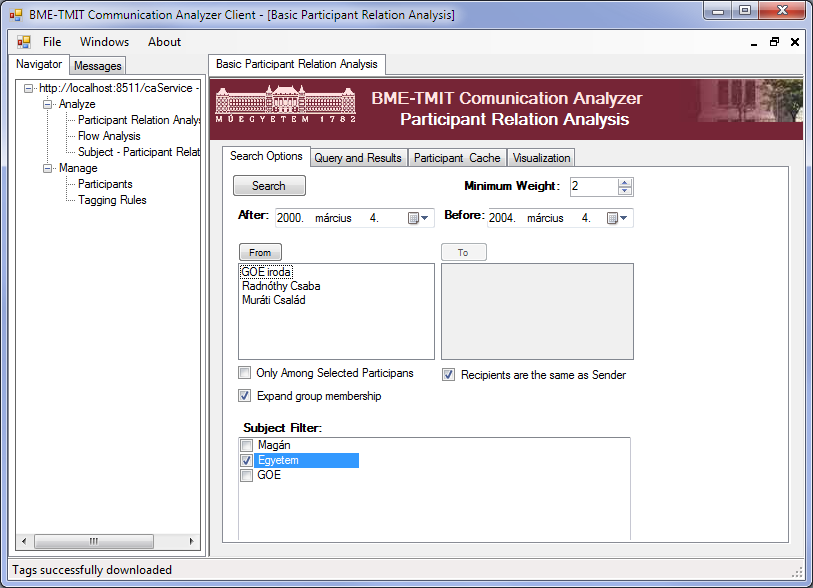 BME-TMIT Communication Analyzer Client - [Basic Participant Relation Analysis]
File Windows About
Navigator Messages
http://localhost:8511/caService -
Analyze
Participant Relation Analys
Flow Analysis
Subject - Participant Relat
Manage
Participants
Tagging Rules
Basic Participant Relation Analysis
MŰEGYETEM 1782
BME-TMIT Comunication Analyzer
Participant Relation Analysis
Search Options Query and Results Participant Cache Visualization
Search Minimum Weight: 2
After: 2000. március 4. Before: 2004. március 4.
From To
GOE iroda
Radnóthy Csaba
Muráti Család
Only Among Selected Participans Recipients are the same as Sender
Expand group membership
Subject Filter:
Magán
Egyetem
GOE
Tags successfully downloaded